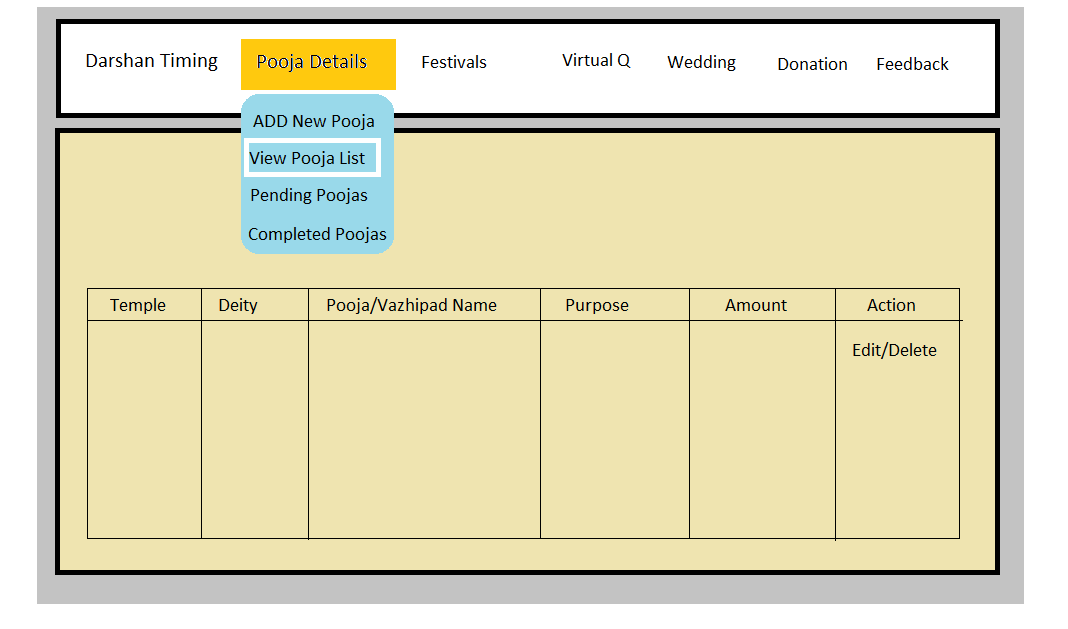 Darshan Timing Pooja Details Festivals Virtual Q Wedding Donation Feedback
ADD New Pooja
View Pooja List
Pending Poojas
Completed Poojas
Temple Deity Pooja/Vazhipad Name Purpose Amount Action
Edit/Delete